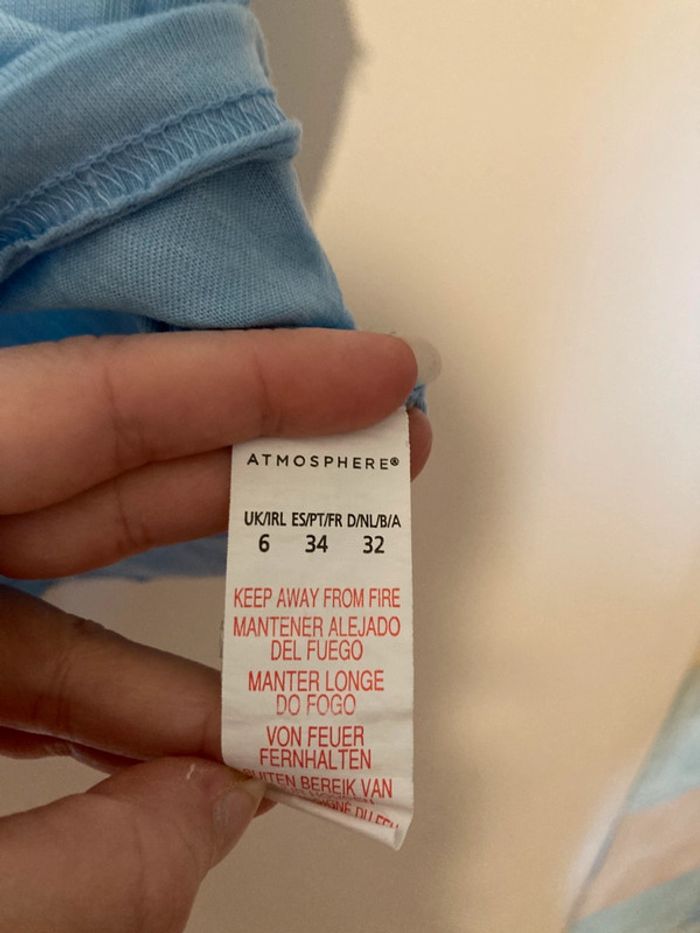 ATMOSPHERE®
UK/IRL ES/PT/FR D/NL/B/A
6 34 32
KEEP AWAY FROM FIRE
MANTENER ALEJADO
DEL FUEGO
MANTER LONGE
DO FOGO
VON FEUER
FERNHALTEN
BUITEN BEREIK VAN